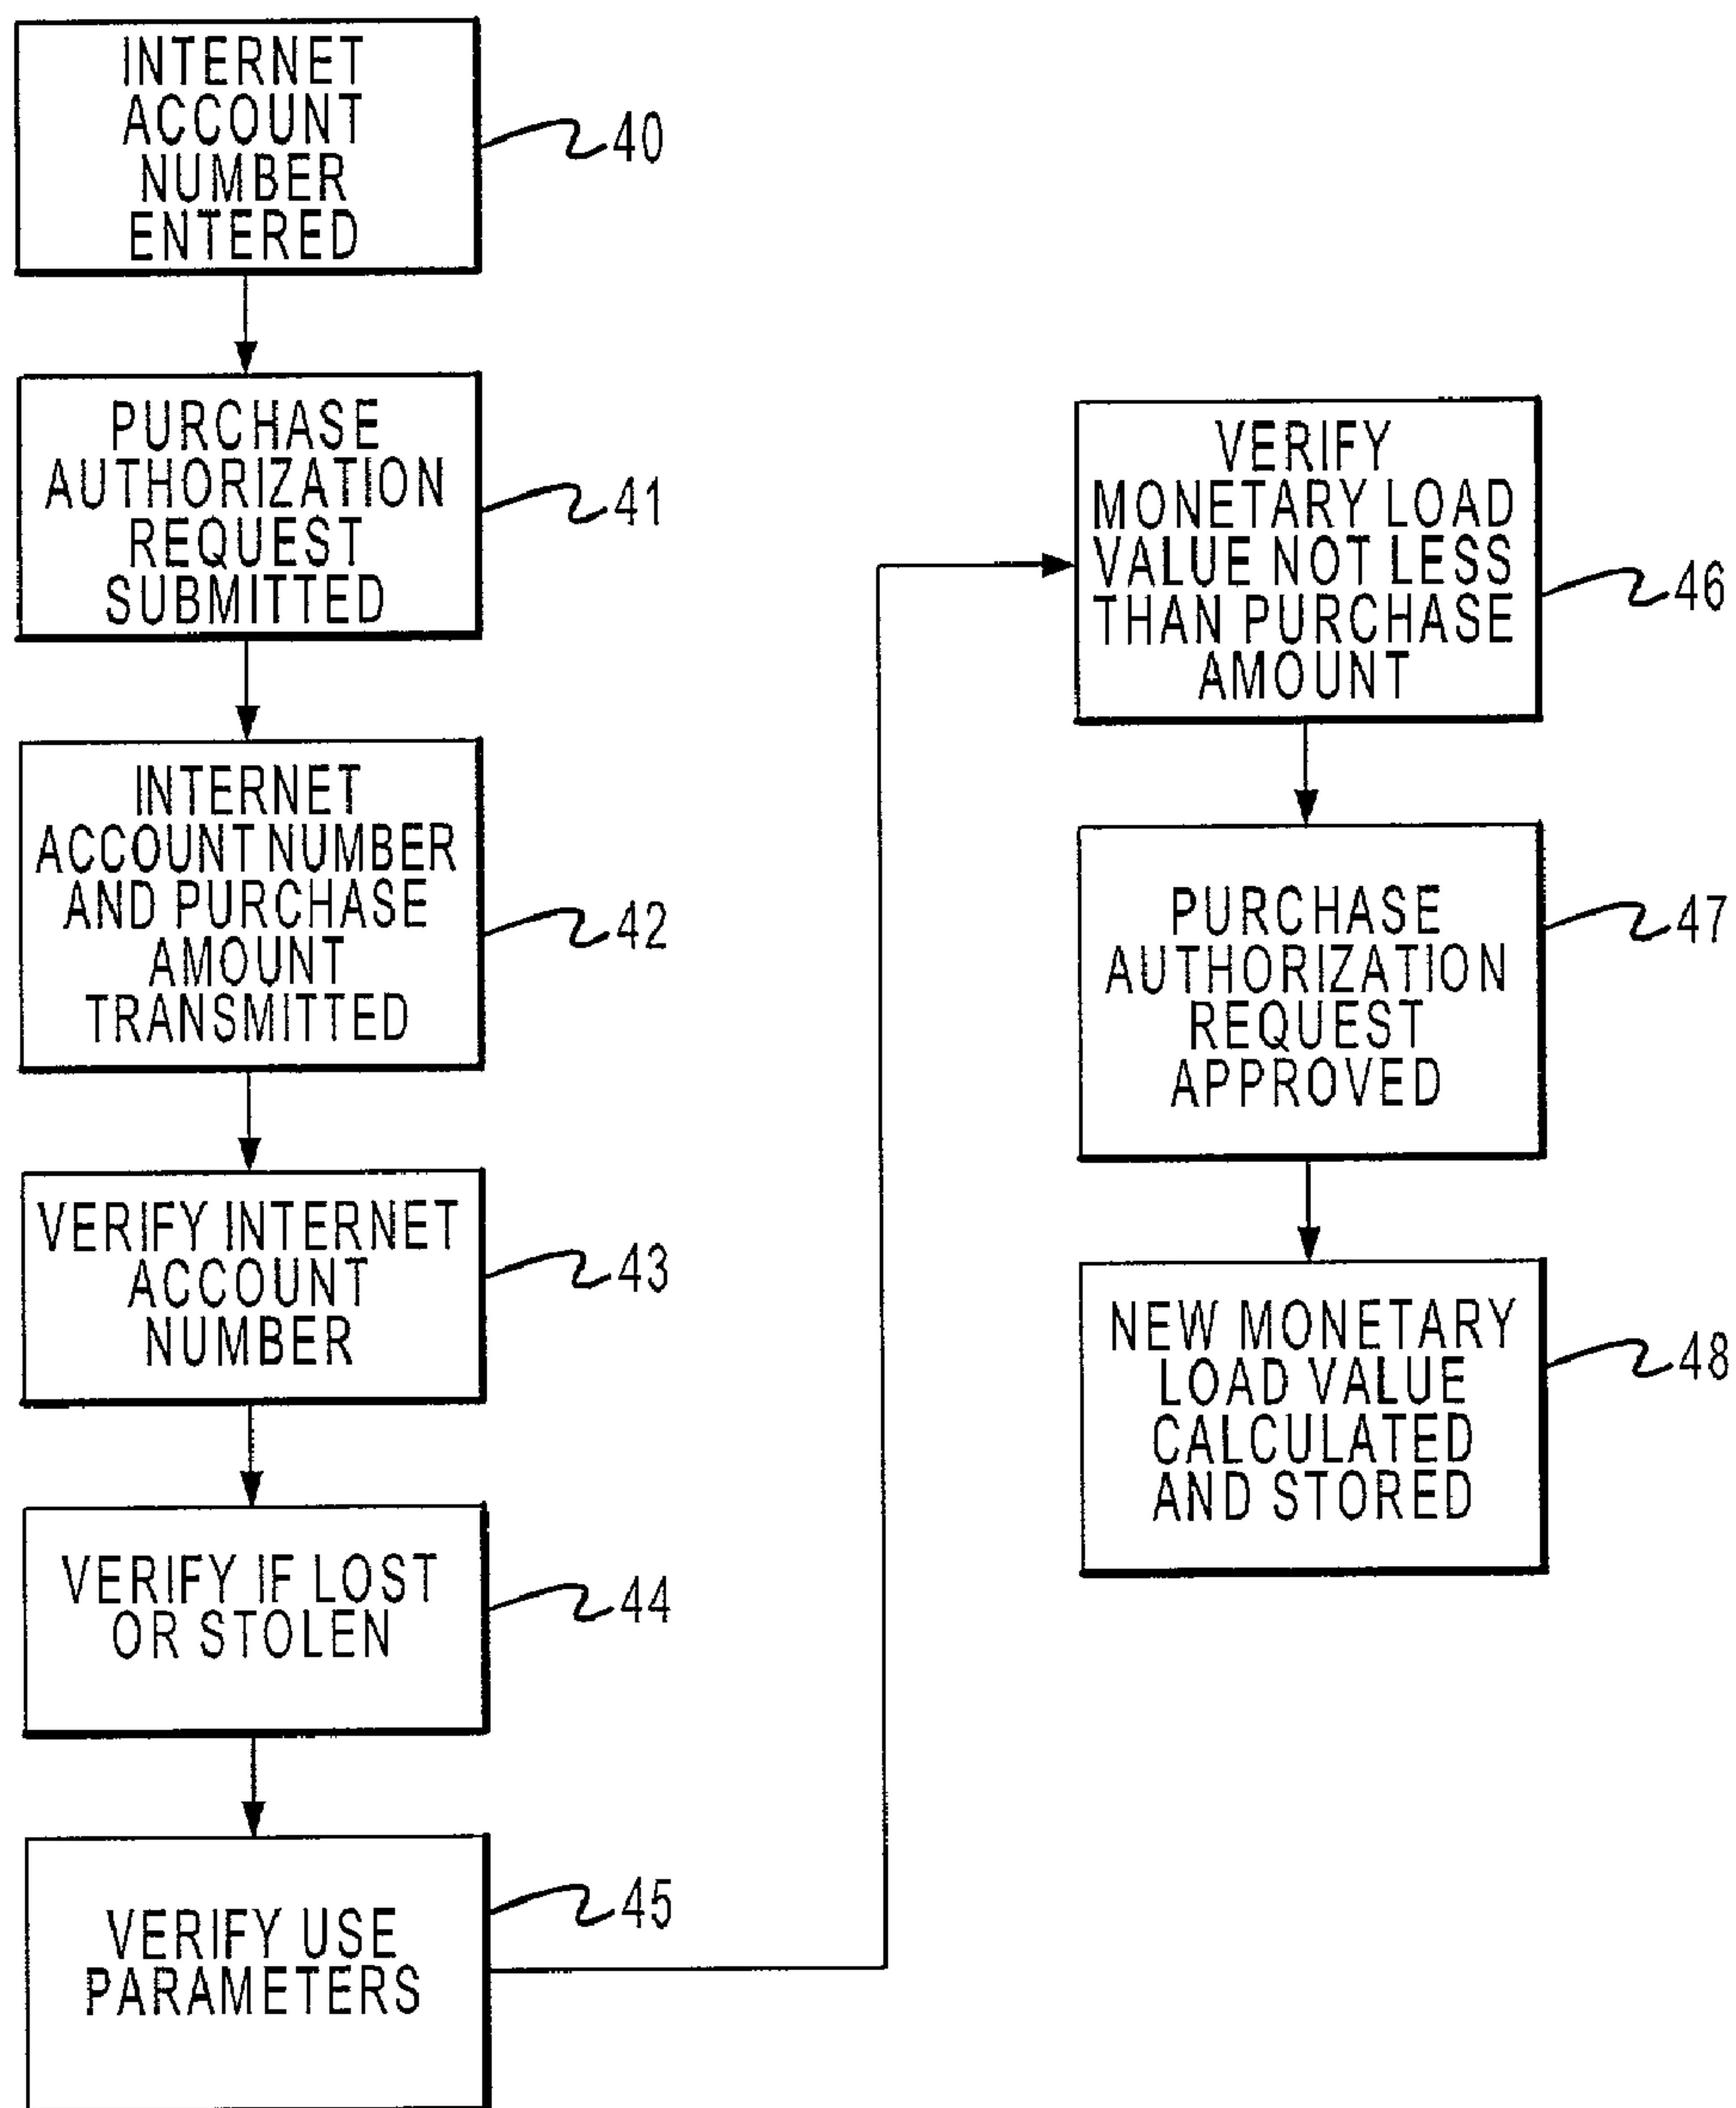 INTERNET
ACCOUNT
NUMBER
ENTERED
40
PURCHASE
AUTHORIZATION
REQUEST
SUBMITTED
41
INTERNET
ACCOUNT NUMBER
AND PURCHASE
AMOUNT
TRANSMITTED
42
VERIFY INTERNET
ACCOUNT
NUMBER
43
VERIFY IF LOST
OR STOLEN
44
VERIFY USE
PARAMETERS
45
VERIFY
MONETARY LOAD
VALUE NOT LESS
THAN PURCHASE
AMOUNT
46
PURCHASE
AUTHORIZATION
REQUEST
APPROVED
47
NEW MONETARY
LOAD VALUE
CALCULATED
AND STORED
48